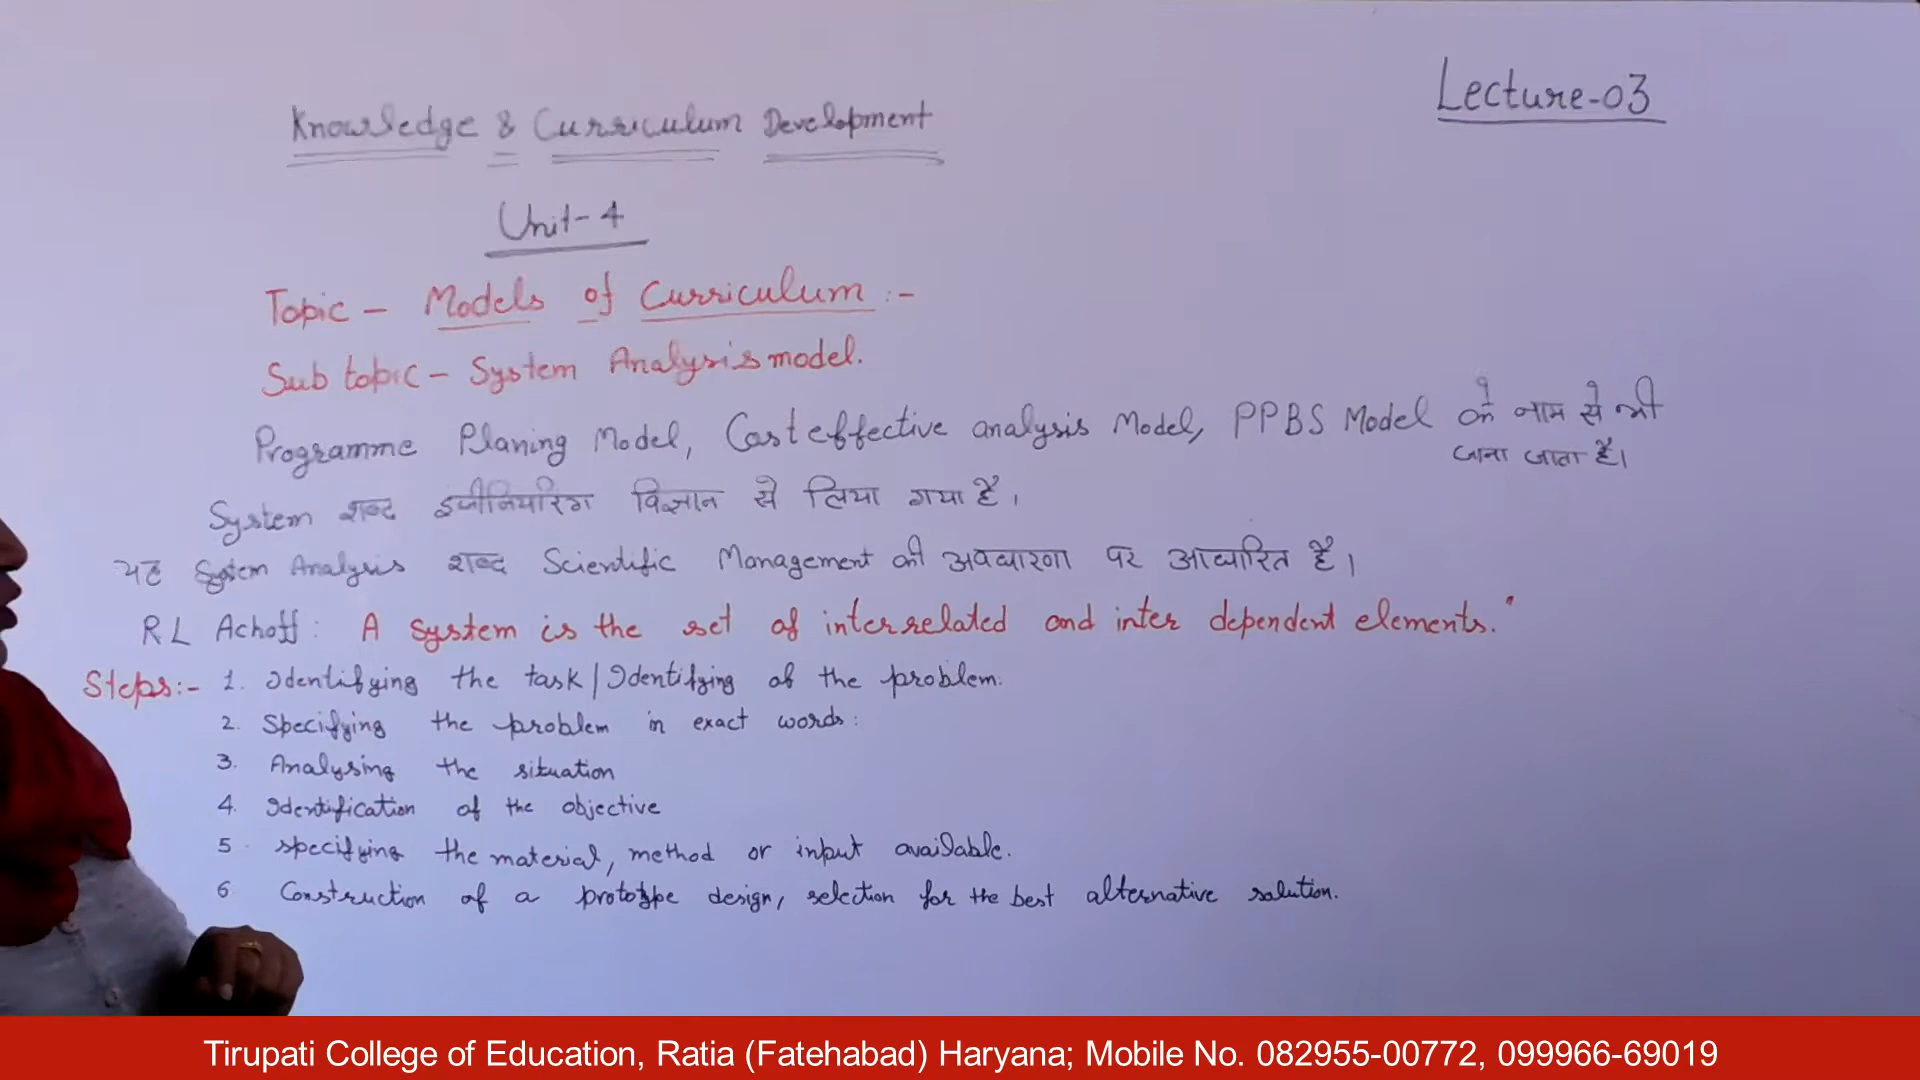 Lecture-03
Knowledge & Curriculum Development
Unit-4
Topic - Models of Curriculum :-
Sub topic - System Analysis model.
Programme Planing Model, Cost effective analysis Model, PPBS Model के नाम से भी
जाना जाता है।
System शब्द इंजीनियरिंग विज्ञान से लिया गया है।
यह System Analysis शब्द Scientific Management की अवधारणा पर आधारित है।
RL Achoff: A system is the set of interrelated and inter dependent elements."
Steps:- 1. Identifying the task/Identifying of the problem.
2. Specifying the problem in exact words:
3. Analysing the situation
4. Identification of the objective
5. specifying the material, method or input available.
6 Construction of a prototype design, selection for the best alternative solution.
Tirupati College of Education, Ratia (Fatehabad) Haryana; Mobile No. 082955-00772, 099966-69019